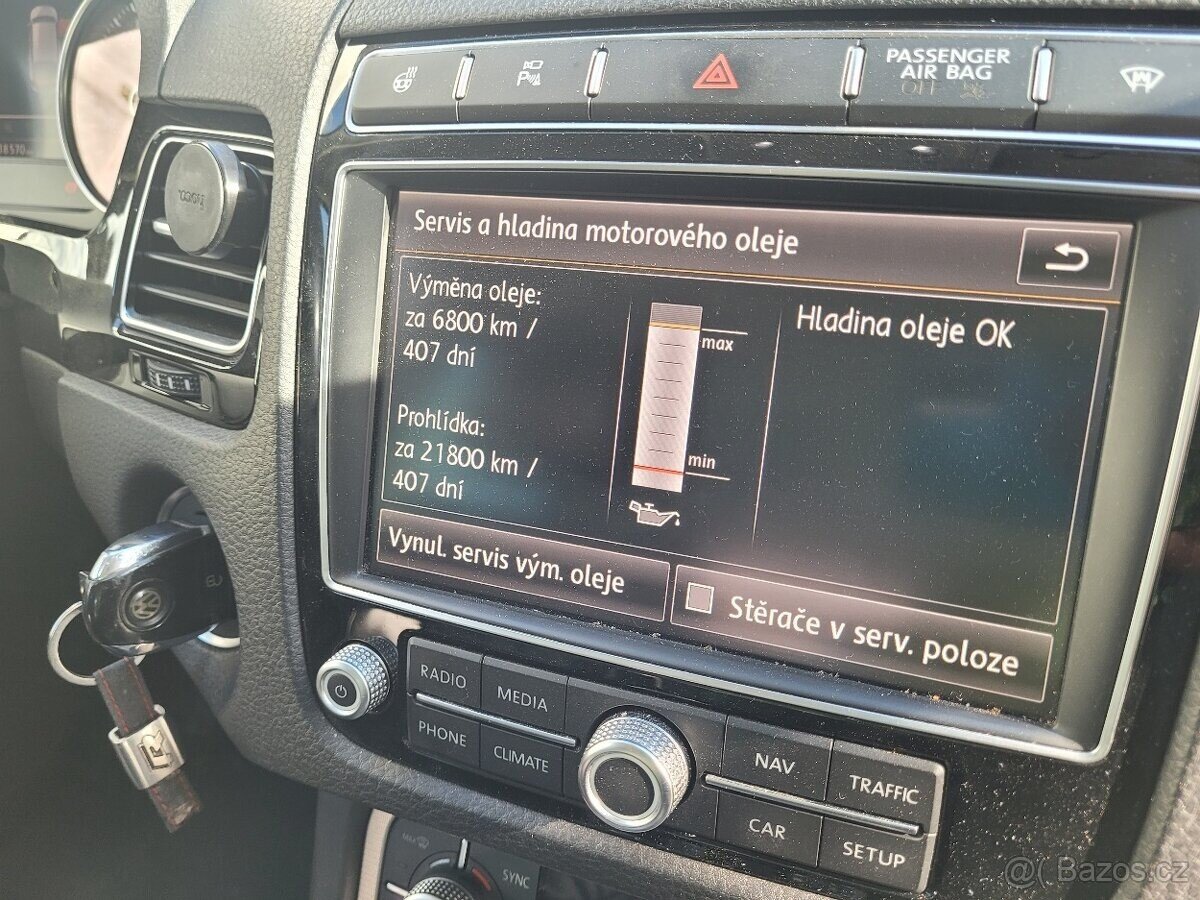 PASSENGER
AIR BAG
OFF
Servis a hladina motorového oleje
Výměna oleje:
za 6800 km /
407 dní
Prohlídka:
za 21800 km /
407 dní
max
min
Hladina oleje OK
Vynul. servis vým. oleje
Stěrače v serv. poloze
RADIO
MEDIA
PHONE
CLIMATE
NAV
TRAFFIC
CAR
SETUP
SYNC
Bazos.cz